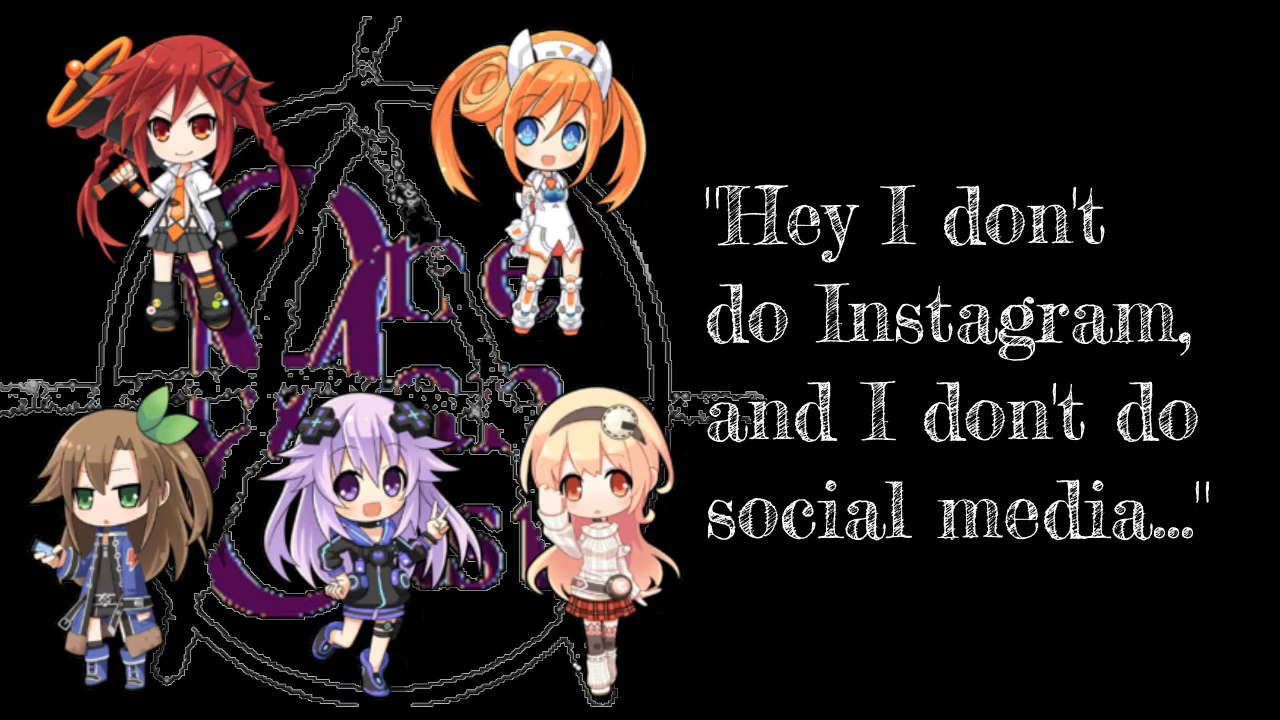 "Hey I don't
do Instagram,
and I don't do
social media..."